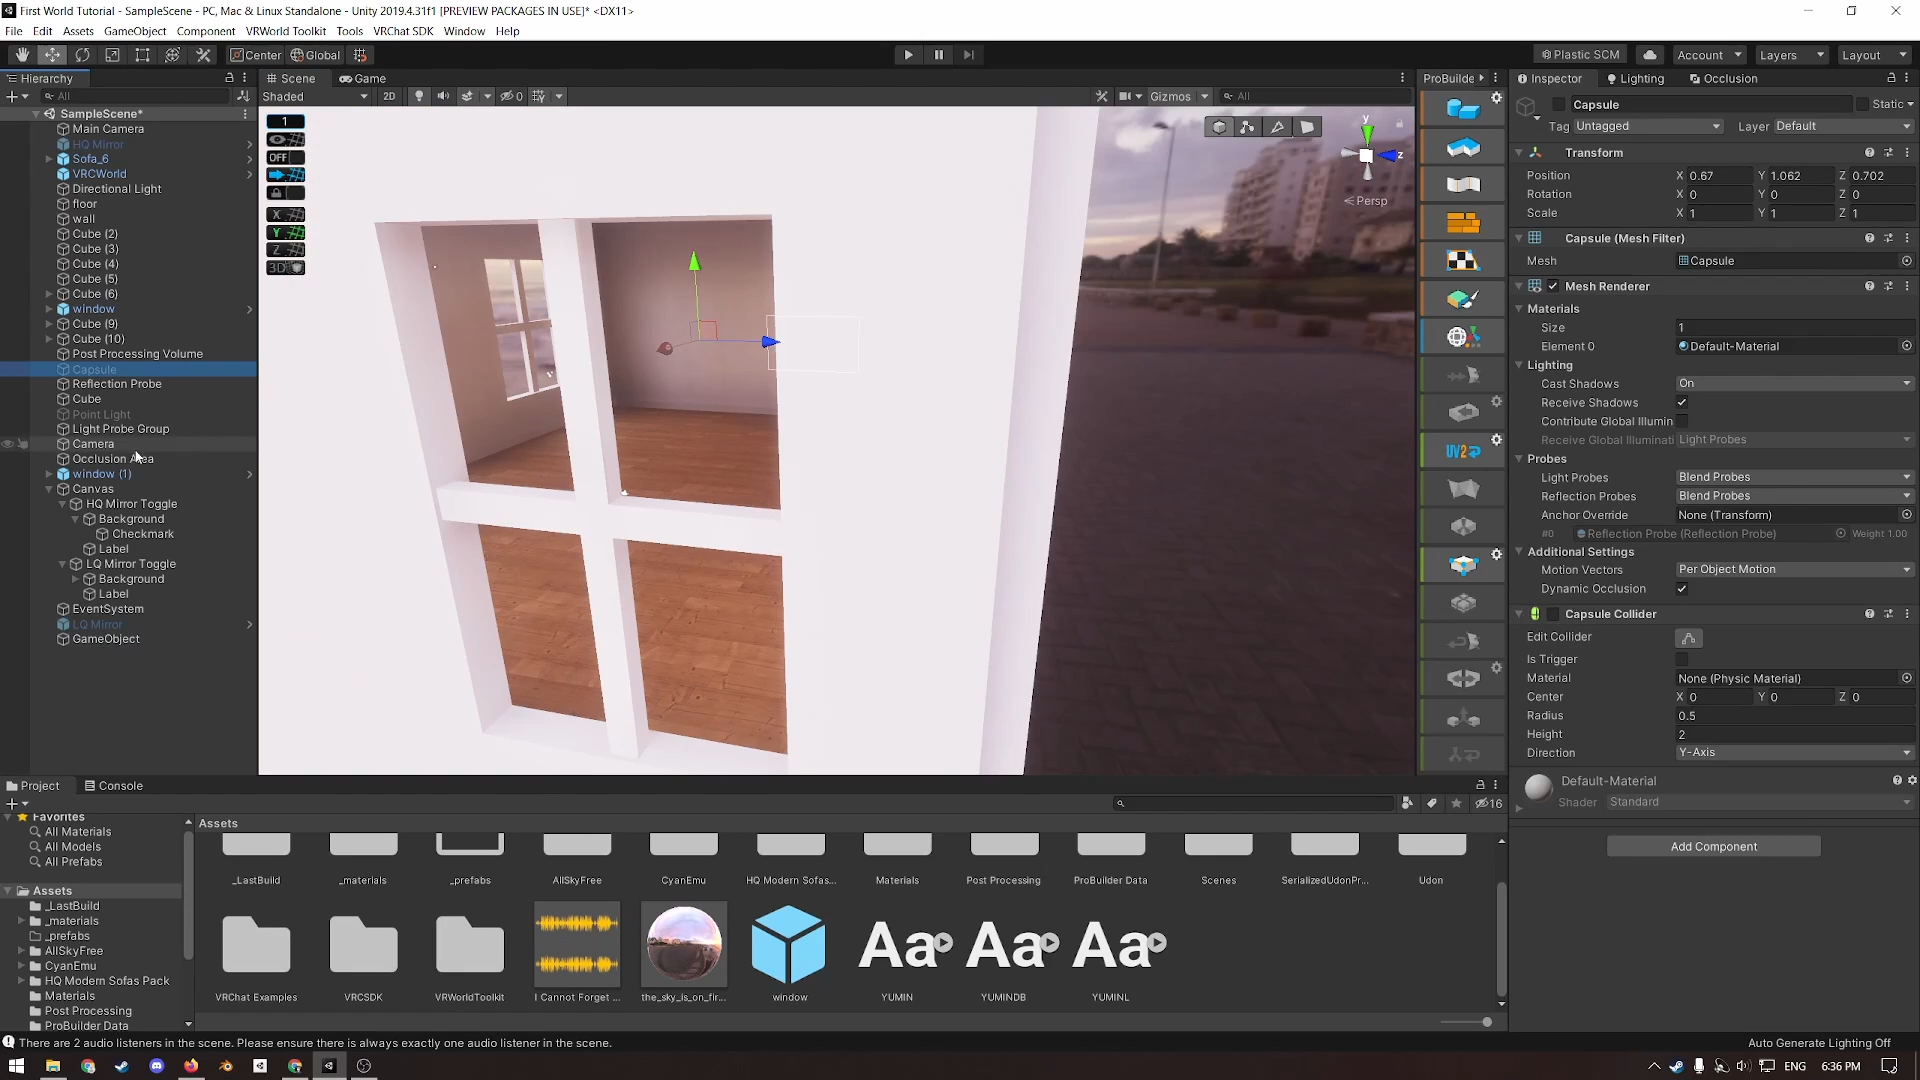 First World Tutorial - SampleScene - PC, Mac & Linux Standalone - Unity 2019.4.31f1 [PREVIEW PACKAGES IN USE]* <DX11>
File Edit Assets GameObject Component VRWorld Toolkit Tools VRChat SDK Window Help
Center Global Plastic SCM Account Layers Layout
Hierarchy
All
SampleScene*
Main Camera
HQ Mirror
Sofa_6
VRCWorld
Directional Light
floor
wall
Cube (2)
Cube (3)
Cube (4)
Cube (5)
Cube (6)
window
Cube (9)
Cube (10)
Post Processing Volume
Capsule
Reflection Probe
Cube
Point Light
Light Probe Group
Camera
Occlusion Area
window (1)
Canvas
HQ Mirror Toggle
Background
Checkmark
Label
LQ Mirror Toggle
Background
Label
EventSystem
LQ Mirror
GameObject
Scene Game
Shaded 2D 0 Gizmos All
1
OFF
X
Y
Z
3D
y
z
Persp
ProBuilde
UV2
Inspector Lighting Occlusion
Capsule Static
Tag Untagged Layer Default
Transform
Position X 0.67 Y 1.062 Z 0.702
Rotation X 0 Y 0 Z 0
Scale X 1 Y 1 Z 1
Capsule (Mesh Filter)
Mesh Capsule
Mesh Renderer
Materials
Size 1
Element 0 Default-Material
Lighting
Cast Shadows On
Receive Shadows
Contribute Global Illumin
Receive Global Illuminati Light Probes
Probes
Light Probes Blend Probes
Reflection Probes Blend Probes
Anchor Override None (Transform)
#0 Reflection Probe (Reflection Probe) Weight 1.00
Additional Settings
Motion Vectors Per Object Motion
Dynamic Occlusion
Capsule Collider
Edit Collider
Is Trigger
Material None (Physic Material)
Center X 0 Y 0 Z 0
Radius 0.5
Height 2
Direction Y-Axis
Default-Material
Shader Standard
Add Component
Project Console
16
Favorites
All Materials
All Models
All Prefabs
Assets
_LastBuild
_materials
_prefabs
AllSkyFree
CyanEmu
HQ Modern Sofas Pack
Materials
Post Processing
ProBuilder Data
Assets
_LastBuild _materials _prefabs AllSkyFree CyanEmu HQ Modern Sofas... Materials Post Processing ProBuilder Data Scenes SerializedUdonPr... Udon
Aa Aa Aa
VRChat Examples VRCSDK VRWorldToolkit I Cannot Forget ... the_sky_is_on_fir... window YUMIN YUMINDB YUMINL
There are 2 audio listeners in the scene. Please ensure there is always exactly one audio listener in the scene.
Auto Generate Lighting Off
ENG 6:36 PM